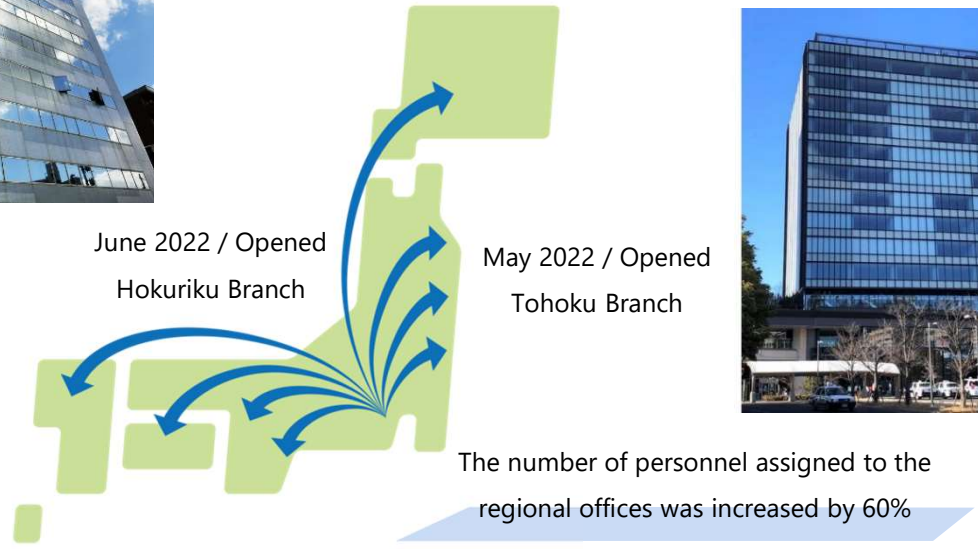 June 2022 / Opened
Hokuriku Branch
May 2022 / Opened
Tohoku Branch
The number of personnel assigned to the
regional offices was increased by 60%